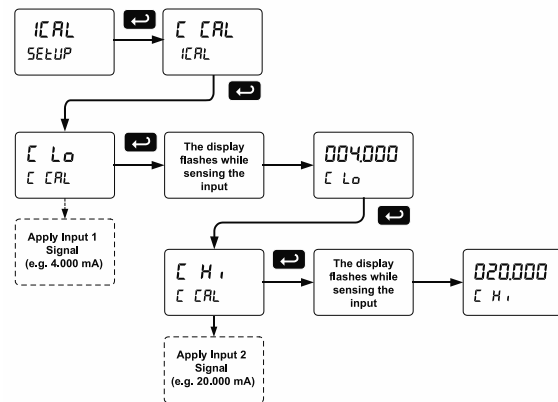 ICAL
SEtUP
C CAL
ICAL
C Lo
C CAL
The display
flashes while
sensing the
input
004.000
C Lo
Apply Input 1
Signal
(e.g. 4.000 mA)
C Hi
C CAL
The display
flashes while
sensing the
input
020.000
C Hi
Apply Input 2
Signal
(e.g. 20.000 mA)